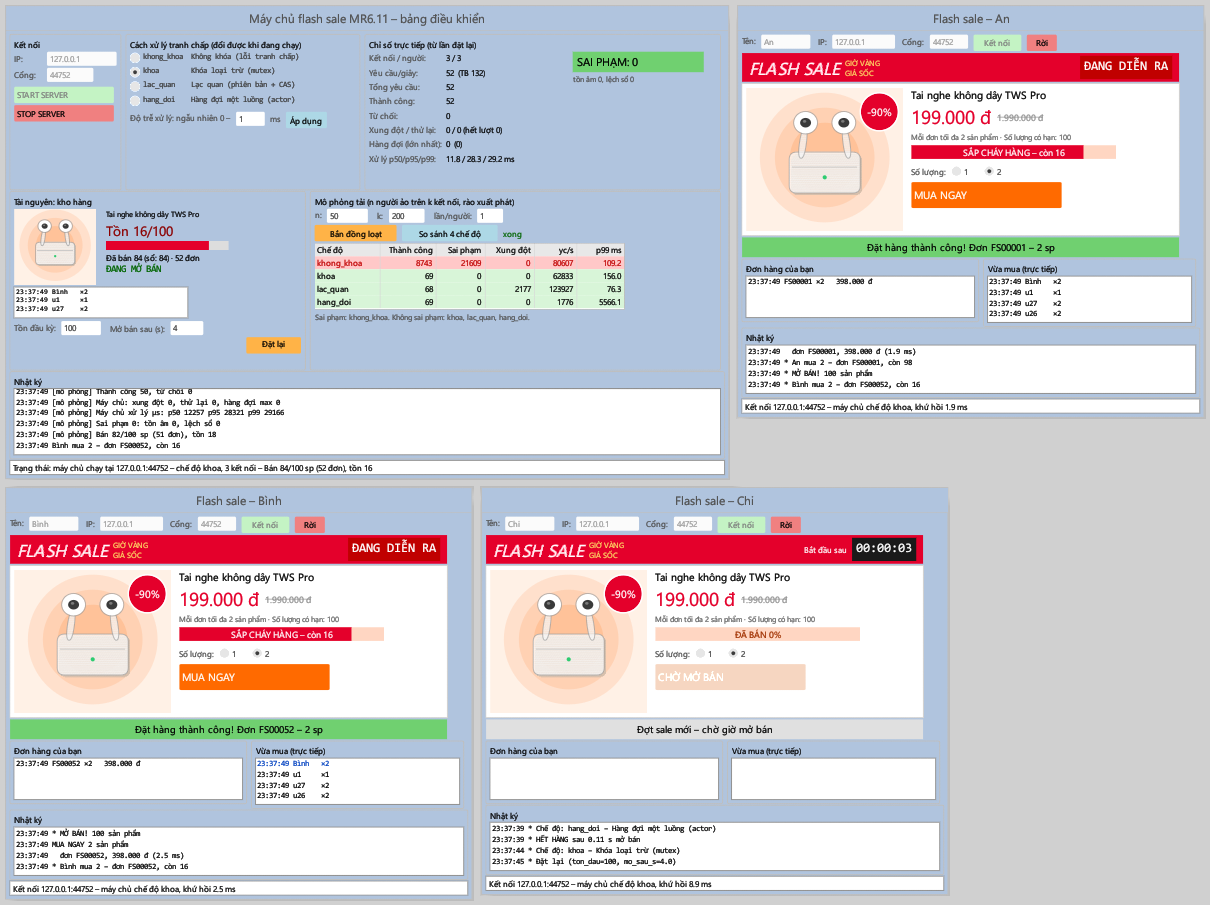 Máy chủ flash sale MR6.11 – bảng điều khiển
Kết nối
IP: 127.0.0.1
Cổng: 44752
START SERVER
STOP SERVER
Cách xử lý tranh chấp (đổi được khi đang chạy)
khong_khoa Không khóa (lỗi tranh chấp)
khoa Khóa loại trừ (mutex)
lac_quan Lạc quan (phiên bản + CAS)
hang_doi Hàng đợi một luồng (actor)
Độ trễ xử lý: ngẫu nhiên 0– 1 ms Áp dụng
Chỉ số trực tiếp (từ lần đặt lại)
Kết nối / người: 3 / 3
Yêu cầu/giây: 52 (TB 132)
Tổng yêu cầu: 52
Thành công: 52
Từ chối: 0
Xung đột / thử lại: 0 / 0 (hết lượt 0)
Hàng đợi (lớn nhất): 0 (0)
Xử lý p50/p95/p99: 11.8 / 28.3 / 29.2 ms
SAI PHẠM: 0
tồn âm 0, lệch sổ 0
Tài nguyên: kho hàng
Tai nghe không dây TWS Pro
Tồn 16/100
Đã bán 84 (sổ: 84) · 52 đơn
ĐANG MỞ BÁN
23:37:49 Bình ×2
23:37:49 u1 ×1
23:37:49 u27 ×2
Tồn đầu kỳ: 100 Mở bán sau (s): 4
Đặt lại
Mô phỏng tải (n người ảo trên k kết nối, rào xuất phát)
n: 50 k: 200 lần/người: 1
Bắn đồng loạt So sánh 4 chế độ xong
Chế độ Thành công Sai phạm Xung đột yc/s p99 ms
khong_khoa 8743 21609 0 80607 109.2
khoa 69 0 0 62833 156.0
lac_quan 68 0 2177 123927 76.3
hang_doi 69 0 0 1776 5566.1
Sai phạm: khong_khoa. Không sai phạm: khoa, lac_quan, hang_doi.
Nhật ký
23:37:49 [mô phỏng] Thành công 50, từ chối 0
23:37:49 [mô phỏng] Máy chủ: xung đột 0, thử lại 0, hàng đợi max 0
23:37:49 [mô phỏng] Máy chủ xử lý µs: p50 12257 p95 28321 p99 29166
23:37:49 [mô phỏng] Sai phạm 0: tồn âm 0, lệch sổ 0
23:37:49 [mô phỏng] Bán 82/100 sp (51 đơn), tồn 18
23:37:49 Bình mua 2 – đơn FS00052, còn 16
Trạng thái: máy chủ chạy tại 127.0.0.1:44752 – chế độ khoa, 3 kết nối – Bán 84/100 sp (52 đơn), tồn 16
Flash sale – An
Tên: An IP: 127.0.0.1 Cổng: 44752 Kết nối Rời
FLASH SALE GIỜ VÀNG
GIÁ SỐC
ĐANG DIỄN RA
-90%
Tai nghe không dây TWS Pro
199.000 đ 1.990.000 đ
Mỗi đơn tối đa 2 sản phẩm · Số lượng có hạn: 100
SẮP CHÁY HÀNG – còn 16
Số lượng: 1 2
MUA NGAY
Đặt hàng thành công! Đơn FS00001 – 2 sp
Đơn hàng của bạn
23:37:49 FS00001 ×2 398.000 đ
Vừa mua (trực tiếp)
23:37:49 Bình ×2
23:37:49 u1 ×1
23:37:49 u27 ×2
23:37:49 u26 ×2
Nhật ký
23:37:49 đơn FS00001, 398.000 đ (1.9 ms)
23:37:49 * An mua 2 – đơn FS00001, còn 98
23:37:49 * MỞ BÁN! 100 sản phẩm
23:37:49 * Bình mua 2 – đơn FS00052, còn 16
Kết nối 127.0.0.1:44752 – máy chủ chế độ khoa, khứ hồi 1.9 ms
Flash sale – Bình
Tên: Bình IP: 127.0.0.1 Cổng: 44752 Kết nối Rời
FLASH SALE GIỜ VÀNG
GIÁ SỐC
ĐANG DIỄN RA
-90%
Tai nghe không dây TWS Pro
199.000 đ 1.990.000 đ
Mỗi đơn tối đa 2 sản phẩm · Số lượng có hạn: 100
SẮP CHÁY HÀNG – còn 16
Số lượng: 1 2
MUA NGAY
Đặt hàng thành công! Đơn FS00052 – 2 sp
Đơn hàng của bạn
23:37:49 FS00052 ×2 398.000 đ
Vừa mua (trực tiếp)
23:37:49 Bình ×2
23:37:49 u1 ×1
23:37:49 u27 ×2
23:37:49 u26 ×2
Nhật ký
23:37:49 * MỞ BÁN! 100 sản phẩm
23:37:49 MUA NGAY 2 sản phẩm
23:37:49 đơn FS00052, 398.000 đ (2.5 ms)
23:37:49 * Bình mua 2 – đơn FS00052, còn 16
Kết nối 127.0.0.1:44752 – máy chủ chế độ khoa, khứ hồi 2.5 ms
Flash sale – Chi
Tên: Chi IP: 127.0.0.1 Cổng: 44752 Kết nối Rời
FLASH SALE GIỜ VÀNG
GIÁ SỐC
Bắt đầu sau 00:00:03
-90%
Tai nghe không dây TWS Pro
199.000 đ 1.990.000 đ
Mỗi đơn tối đa 2 sản phẩm · Số lượng có hạn: 100
ĐÃ BÁN 0%
Số lượng: 1 2
CHỜ MỞ BÁN
Đợt sale mới – chờ giờ mở bán
Đơn hàng của bạn
Vừa mua (trực tiếp)
Nhật ký
23:37:39 * Chế độ: hang_doi – Hàng đợi một luồng (actor)
23:37:39 * HẾT HÀNG sau 0.11 s mở bán
23:37:44 * Chế độ: khoa – Khóa loại trừ (mutex)
23:37:45 * Đặt lại (ton_dau=100, mo_sau_s=4.0)
Kết nối 127.0.0.1:44752 – máy chủ chế độ khoa, khứ hồi 8.9 ms